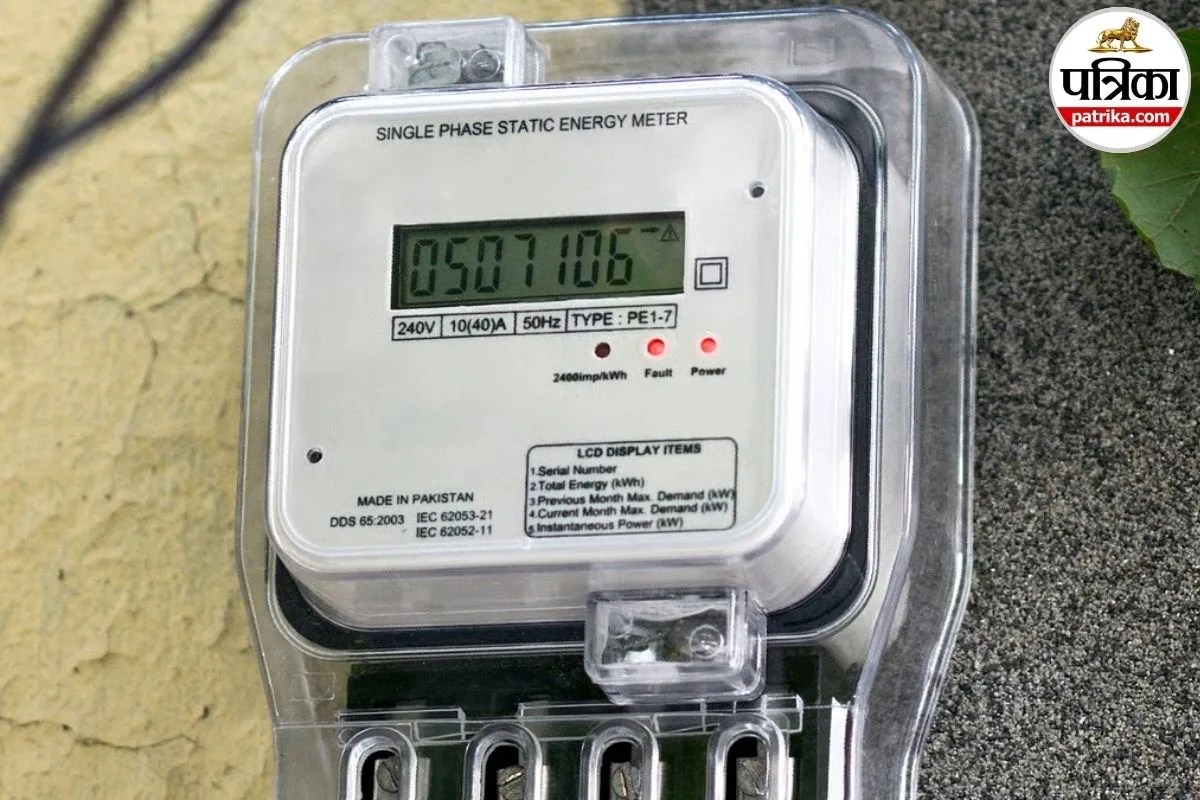 पत्रिका
patrika.com
SINGLE PHASE STATIC ENERGY METER
0507106
240V 10(40)A 50Hz TYPE : PE1-7
2400imp/kWh Fault Power
LCD DISPLAY ITEMS
1.Serial Number
2.Total Energy (kWh)
3.Previous Month Max. Demand (kW)
4.Current Month Max. Demand (kW)
5.Instantaneous Power (kW)
MADE IN PAKISTAN
DDS 65:2003 IEC 62053-21
IEC 62052-11